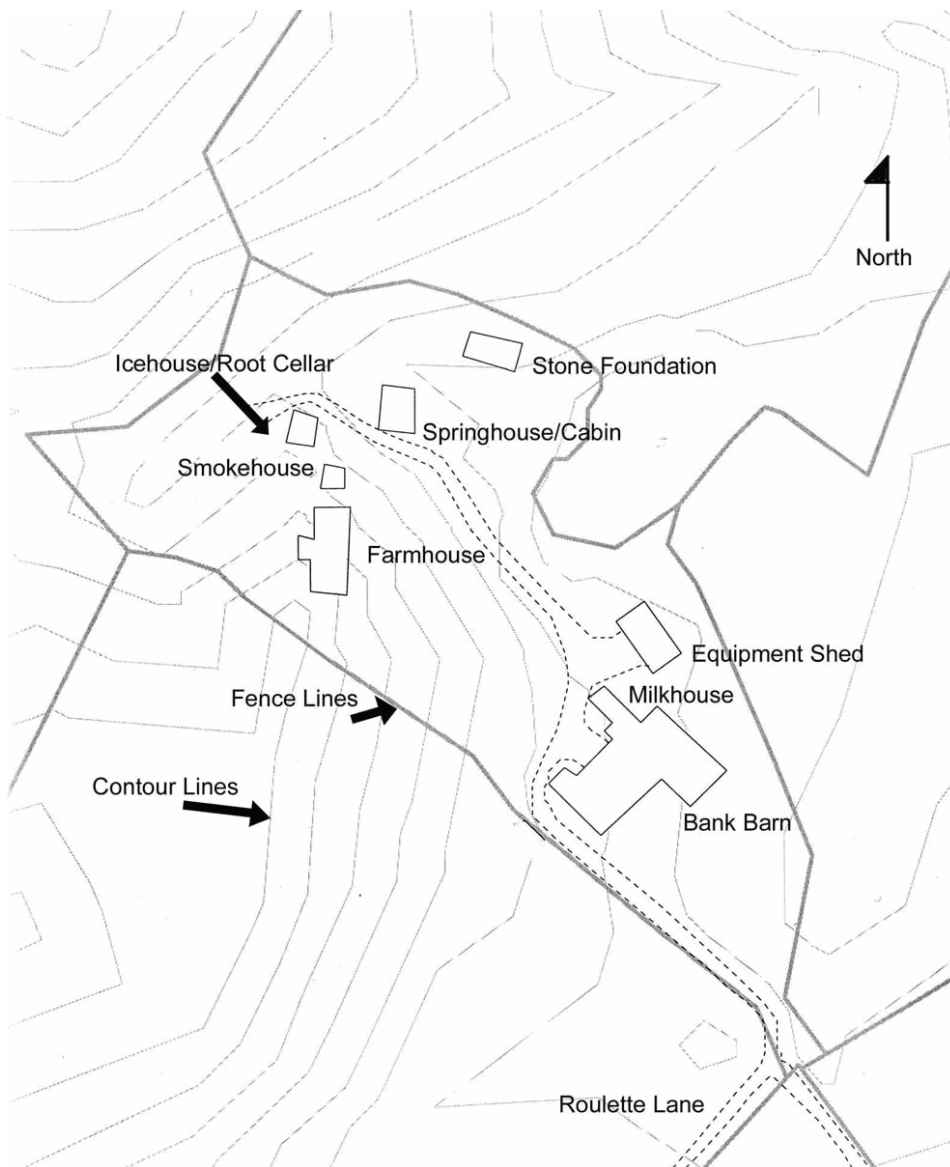 North
Icehouse/Root Cellar
Stone Foundation
Springhouse/Cabin
Smokehouse
Farmhouse
Equipment Shed
Milkhouse
Fence Lines
Contour Lines
Bank Barn
Roulette Lane